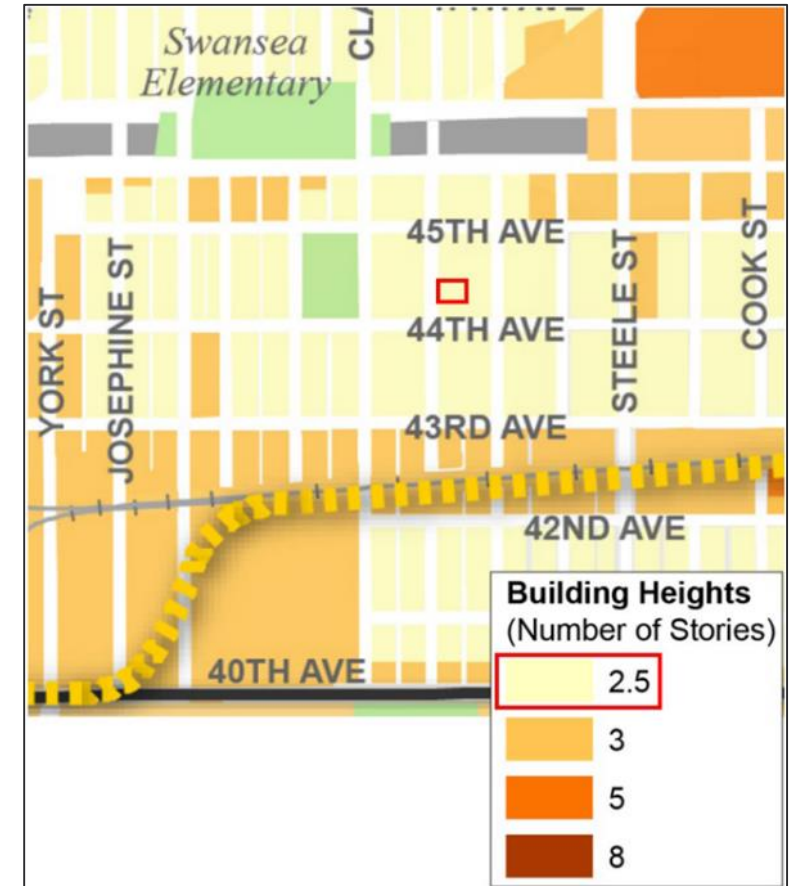 Swansea
Elementary
CLA
45TH AVE
44TH AVE
YORK ST
JOSEPHINE ST
STEELE ST
COOK ST
43RD AVE
42ND AVE
40TH AVE
Building Heights
(Number of Stories)
2.5
3
5
8